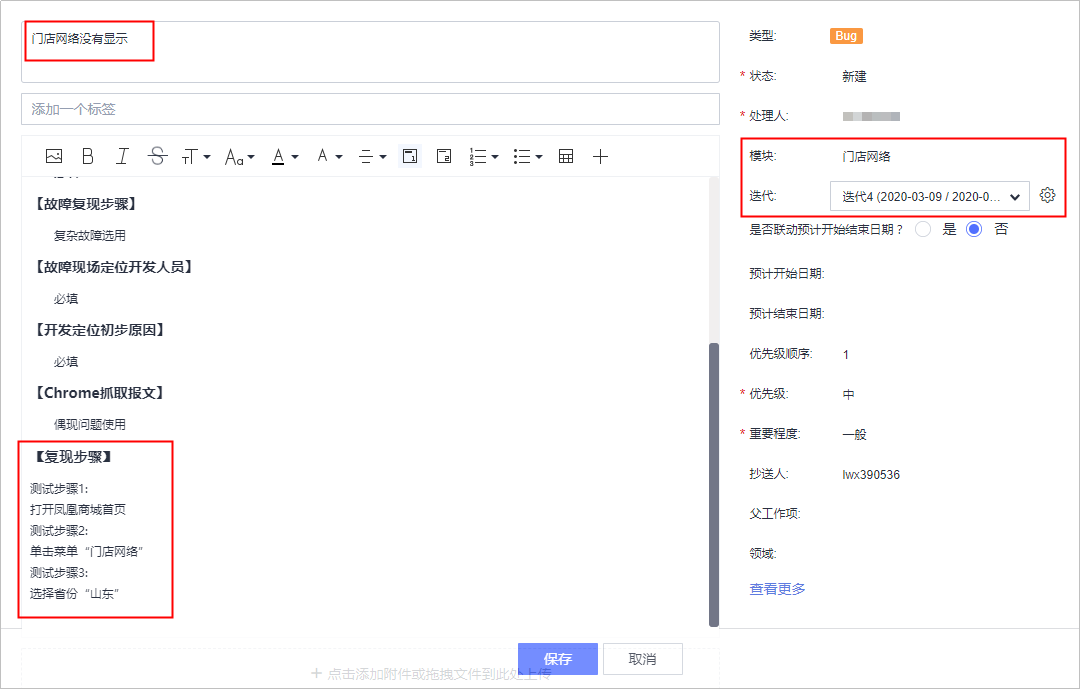 门店网络没有显示
添加一个标签
【故障复现步骤】
复杂故障选用
【故障现场定位开发人员】
必填
【开发定位初步原因】
必填
【Chrome抓取报文】
偶现问题使用
【复现步骤】
测试步骤1:
打开凤凰商城首页
测试步骤2:
单击菜单“门店网络”
测试步骤3:
选择省份“山东”
点击添加附件或拖拽文件到此处上传
类型: Bug
* 状态: 新建
* 处理人:
模块: 门店网络
迭代: 迭代4 (2020-03-09 / 2020-0...
是否联动预计开始结束日期？ 是 否
预计开始日期:
预计结束日期:
优先级顺序: 1
* 优先级: 中
* 重要程度: 一般
抄送人: lwx390536
父工作项:
领域:
查看更多
保存 取消